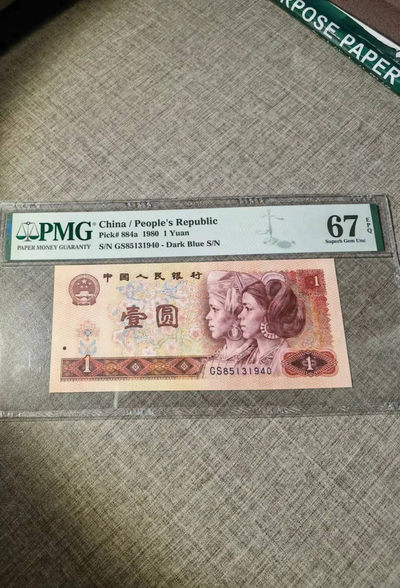 RPOSE PAPER
PMG
PAPER MONEY GUARANTY
China / People's Republic
Pick# 884a 1980 1 Yuan
S/N GS85131940 - Dark Blue S/N
67 EPQ
Superb Gem Unc
中国人民银行
壹圆
1
1
1
GS85131940